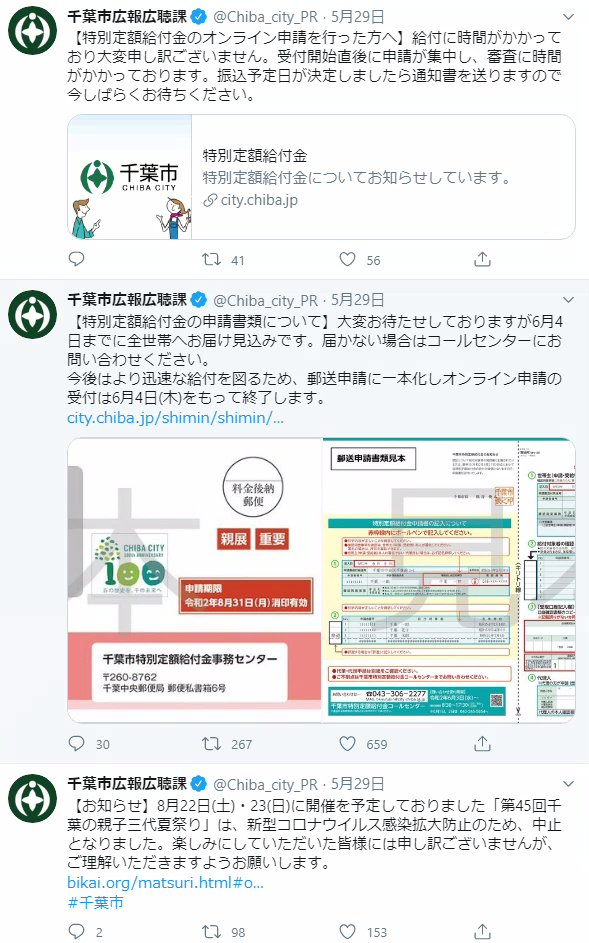 千葉市広報広聴課 @Chiba_city_PR · 5月29日
【特別定額給付金のオンライン申請を行った方へ】給付に時間がかかって
おり大変申し訳ございません。受付開始直後に申請が集中し、審査に時間
がかかっております。振込予定日が決定しましたら通知書を送りますので
今しばらくお待ちください。
千葉市
CHIBA CITY
特別定額給付金
特別定額給付金についてお知らせしています。
city.chiba.jp
41 56
千葉市広報広聴課 @Chiba_city_PR · 5月29日
【特別定額給付金の申請書類について】大変お待たせしておりますが6月4
日までに全世帯へお届け見込みです。届かない場合はコールセンターにお
問い合わせください。
今後はより迅速な給付を図るため、郵送申請に一本化しオンライン申請の
受付は6月4日(木)をもって終了します。
city.chiba.jp/shimin/shimin/...
料金後納
郵便
親展 重要
CHIBA CITY
100
申請期限
令和2年8月31日(月)消印有効
千葉市特別定額給付金事務センター
〒260-8762
千葉中央郵便局 郵便私書箱6号
見
郵送申請書類見本
特別定額給付金申請書の記入について
赤枠線内にボールペンで記入してください。
キリトリ線
☎043-306-2277
千葉市特別定額給付金コールセンター
30 267 659
千葉市広報広聴課 @Chiba_city_PR · 5月29日
【お知らせ】8月22日(土)・23(日)に開催を予定しておりました「第45回千
葉の親子三代夏祭り」は、新型コロナウイルス感染拡大防止のため、中止
となりました。楽しみにしていただいた皆様には申し訳ございませんが、
ご理解いただきますようお願いします。
bikai.org/matsuri.html#o...
#千葉市
2 98 153